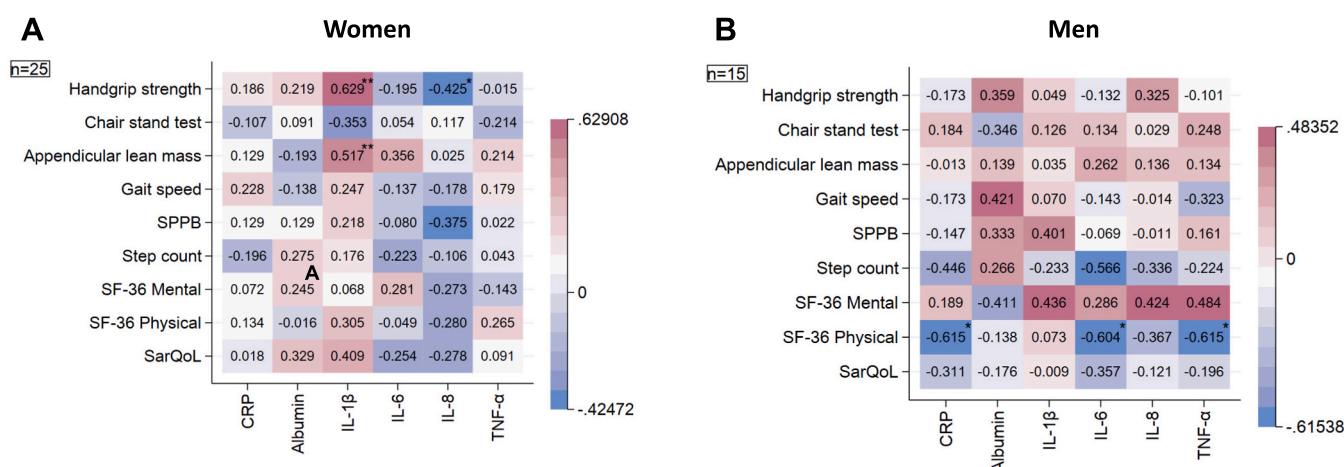 A
Women
n=25
Handgrip strength 0.186 0.219 0.629** -0.195 -0.425* -0.015
Chair stand test -0.107 0.091 -0.353 0.054 0.117 -0.214
Appendicular lean mass 0.129 -0.193 0.517** 0.356 0.025 0.214
Gait speed 0.228 -0.138 0.247 -0.137 -0.178 0.179
SPPB 0.129 0.129 0.218 -0.080 -0.375 0.022
Step count -0.196 0.275 0.176 -0.223 -0.106 0.043
A
SF-36 Mental 0.072 0.245 0.068 0.281 -0.273 -0.143
SF-36 Physical 0.134 -0.016 0.305 -0.049 -0.280 0.265
SarQoL 0.018 0.329 0.409 -0.254 -0.278 0.091
CRP Albumin IL-1β IL-6 IL-8 TNF-α
.62908
0
-.42472
B
Men
n=15
Handgrip strength -0.173 0.359 0.049 -0.132 0.325 -0.101
Chair stand test 0.184 -0.346 0.126 0.134 0.029 0.248
Appendicular lean mass -0.013 0.139 0.035 0.262 0.136 0.134
Gait speed -0.173 0.421 0.070 -0.143 -0.014 -0.323
SPPB -0.147 0.333 0.401 -0.069 -0.011 0.161
Step count -0.446 0.266 -0.233 -0.566 -0.336 -0.224
SF-36 Mental 0.189 -0.411 0.436 0.286 0.424 0.484
SF-36 Physical -0.615* -0.138 0.073 -0.604* -0.367 -0.615*
SarQoL -0.311 -0.176 -0.009 -0.357 -0.121 -0.196
CRP Albumin IL-1β IL-6 IL-8 TNF-α
.48352
0
-.61538